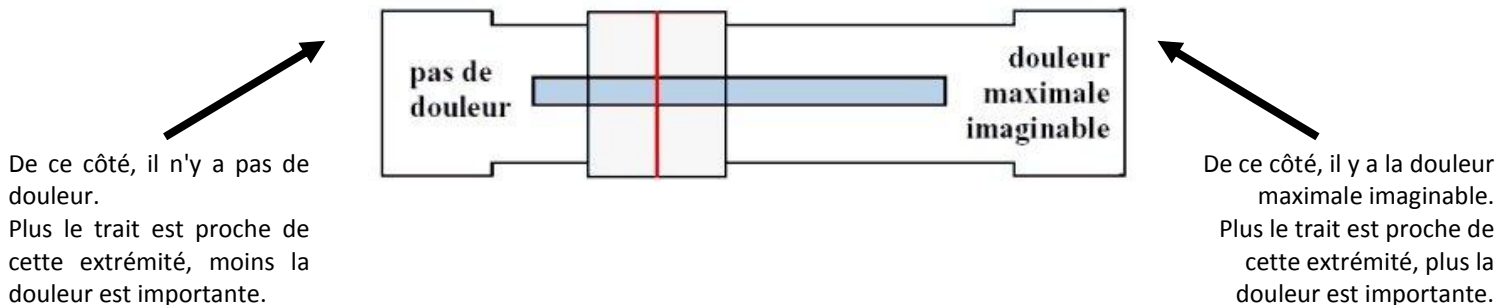 pas de
douleur
douleur
maximale
imaginable
De ce côté, il n'y a pas de
douleur.
Plus le trait est proche de
cette extrémité, moins la
douleur est importante.
De ce côté, il y a la douleur
maximale imaginable.
Plus le trait est proche de
cette extrémité, plus la
douleur est importante.